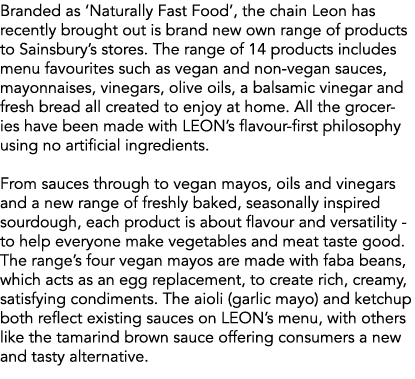 Branded as ‘Naturally Fast Food’, the chain Leon has
recently brought out is brand new own range of products
to Sainsbury’s stores. The range of 14 products includes
menu favourites such as vegan and non-vegan sauces,
mayonnaises, vinegars, olive oils, a balsamic vinegar and
fresh bread all created to enjoy at home. All the grocer-
ies have been made with LEON’s flavour-first philosophy
using no artificial ingredients.

From sauces through to vegan mayos, oils and vinegars
and a new range of freshly baked, seasonally inspired
sourdough, each product is about flavour and versatility -
to help everyone make vegetables and meat taste good.
The range’s four vegan mayos are made with faba beans,
which acts as an egg replacement, to create rich, creamy,
satisfying condiments. The aioli (garlic mayo) and ketchup
both reflect existing sauces on LEON’s menu, with others
like the tamarind brown sauce offering consumers a new
and tasty alternative.